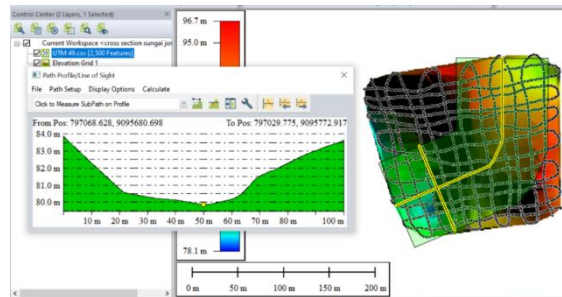 Control Center (2 Layers, 1 Selected)
Current Workspace <cross section sungai jon
UTM 49.csv (2,500 Features)
Elevation Grid 1
Path Profile/Line of Sight
File Path Setup Display Options Calculate
Click to Measure SubPath on Profile
From Pos: 797068.628, 9095680.698 To Pos: 797029.775, 9095772.917
84.0 m
83.0 m
82.0 m
81.0 m
80.0 m
10 m 20 m 30 m 40 m 50 m 60 m 70 m 80 m 100 m
96.7 m
95.0 m
78.1 m
0 m 50 m 100 m 150 m 200 m